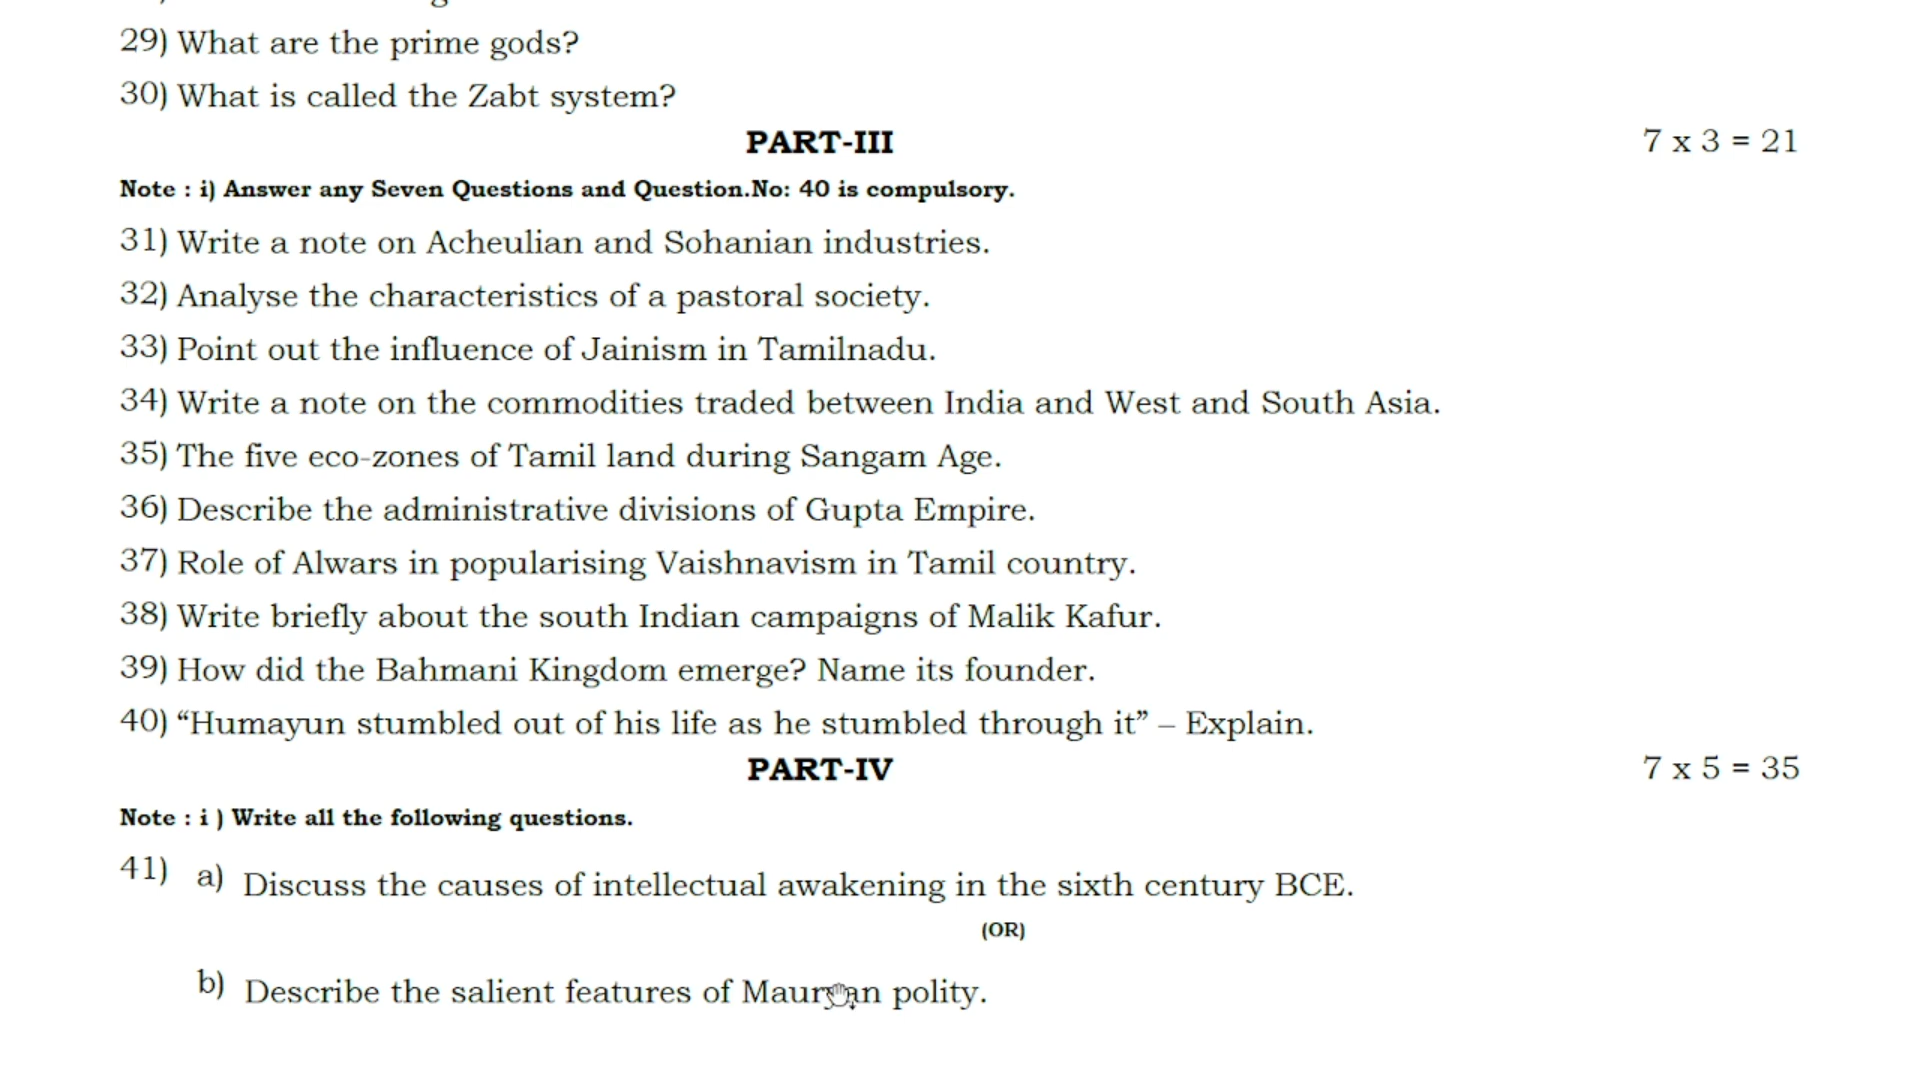 29) What are the prime gods?
30) What is called the Zabt system?
PART-III 7 x 3 = 21
Note : i) Answer any Seven Questions and Question.No: 40 is compulsory.
31) Write a note on Acheulian and Sohanian industries.
32) Analyse the characteristics of a pastoral society.
33) Point out the influence of Jainism in Tamilnadu.
34) Write a note on the commodities traded between India and West and South Asia.
35) The five eco-zones of Tamil land during Sangam Age.
36) Describe the administrative divisions of Gupta Empire.
37) Role of Alwars in popularising Vaishnavism in Tamil country.
38) Write briefly about the south Indian campaigns of Malik Kafur.
39) How did the Bahmani Kingdom emerge? Name its founder.
40) “Humayun stumbled out of his life as he stumbled through it” – Explain.
PART-IV 7 x 5 = 35
Note : i ) Write all the following questions.
41) a) Discuss the causes of intellectual awakening in the sixth century BCE.
(OR)
b) Describe the salient features of Mauryan polity.